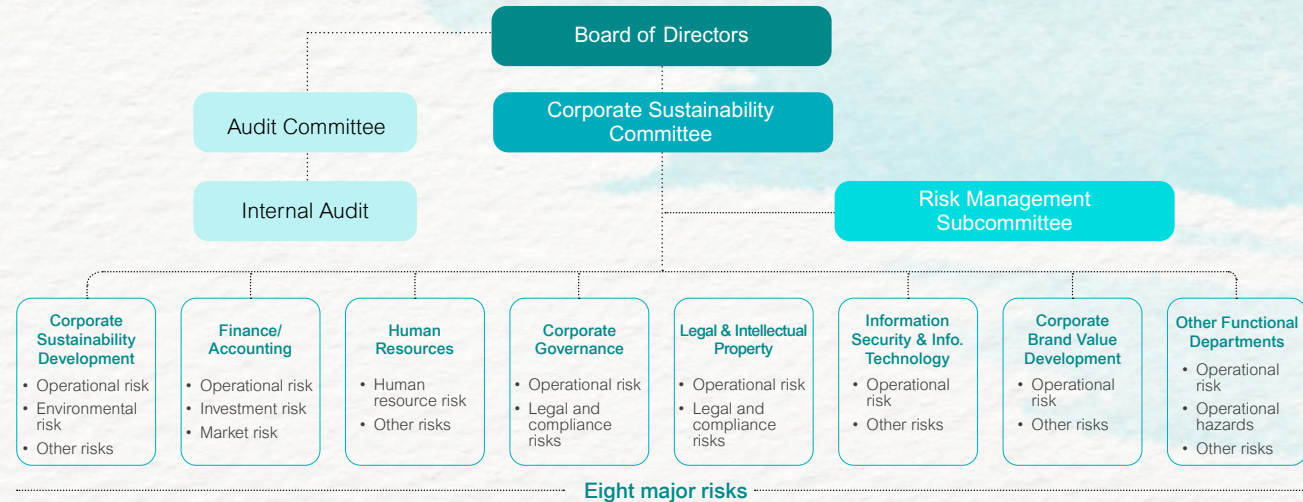 Board of Directors
Audit Committee
Corporate Sustainability
Committee
Internal Audit
Risk Management
Subcommittee
Corporate
Sustainability
Development
• Operational risk
• Environmental
risk
• Other risks
Finance/
Accounting
• Operational risk
• Investment risk
• Market risk
Human
Resources
• Human
resource risk
• Other risks
Corporate
Governance
• Operational risk
• Legal and
compliance
risks
Legal & Intellectual
Property
• Operational risk
• Legal and
compliance
risks
Information
Security & Info.
Technology
• Operational
risk
• Other risks
Corporate
Brand Value
Development
• Operational
risk
• Other risks
Other Functional
Departments
• Operational
risk
• Operational
hazards
• Other risks
Eight major risks